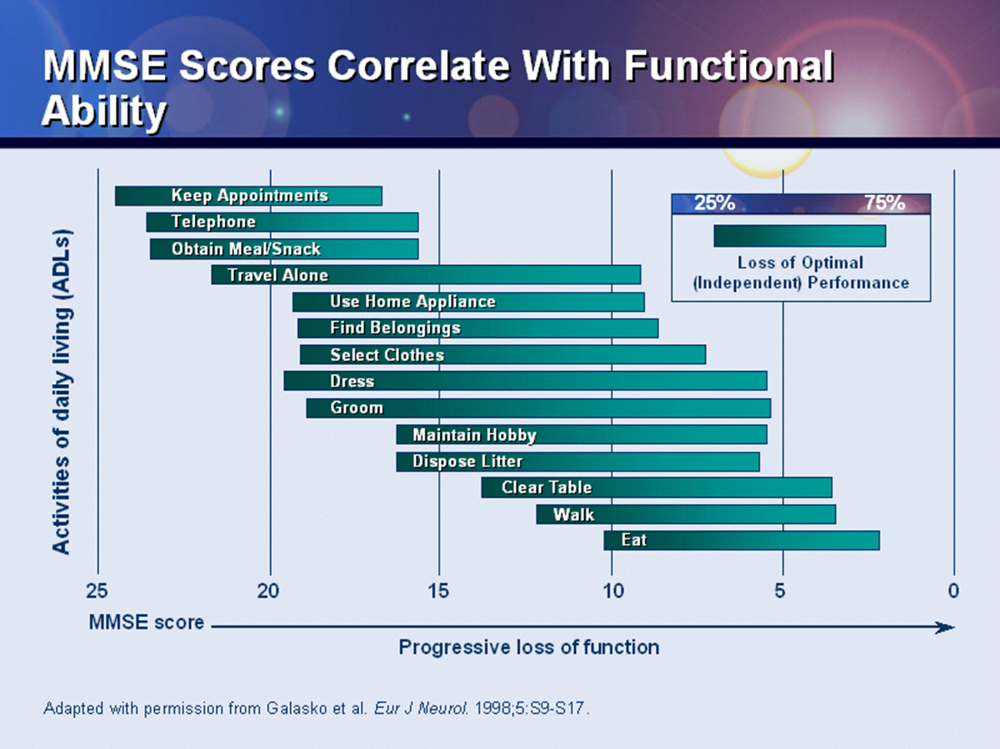 MMSE Scores Correlate With Functional
Ability
Activities of daily living (ADLs)
Keep Appointments
Telephone
Obtain Meal/Snack
Travel Alone
Use Home Appliance
Find Belongings
Select Clothes
Dress
Groom
Maintain Hobby
Dispose Litter
Clear Table
Walk
Eat
25% 75%
Loss of Optimal
(Independent) Performance
25 20 15 10 5 0
MMSE score
Progressive loss of function
Adapted with permission from Galasko et al. Eur J Neurol. 1998;5:S9-S17.